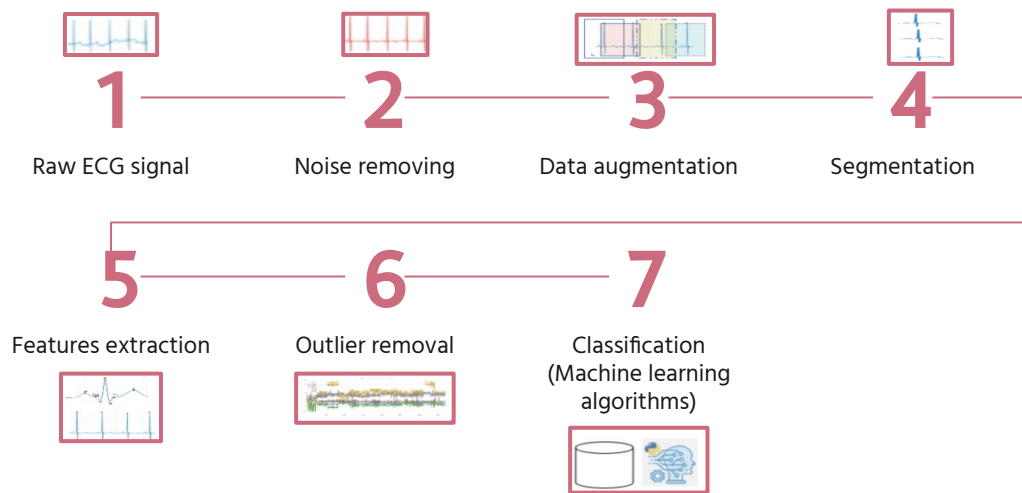 1
2
3
4
Raw ECG signal
Noise removing
Data augmentation
Segmentation
5
6
7
Features extraction
Outlier removal
Classification
(Machine learning
algorithms)